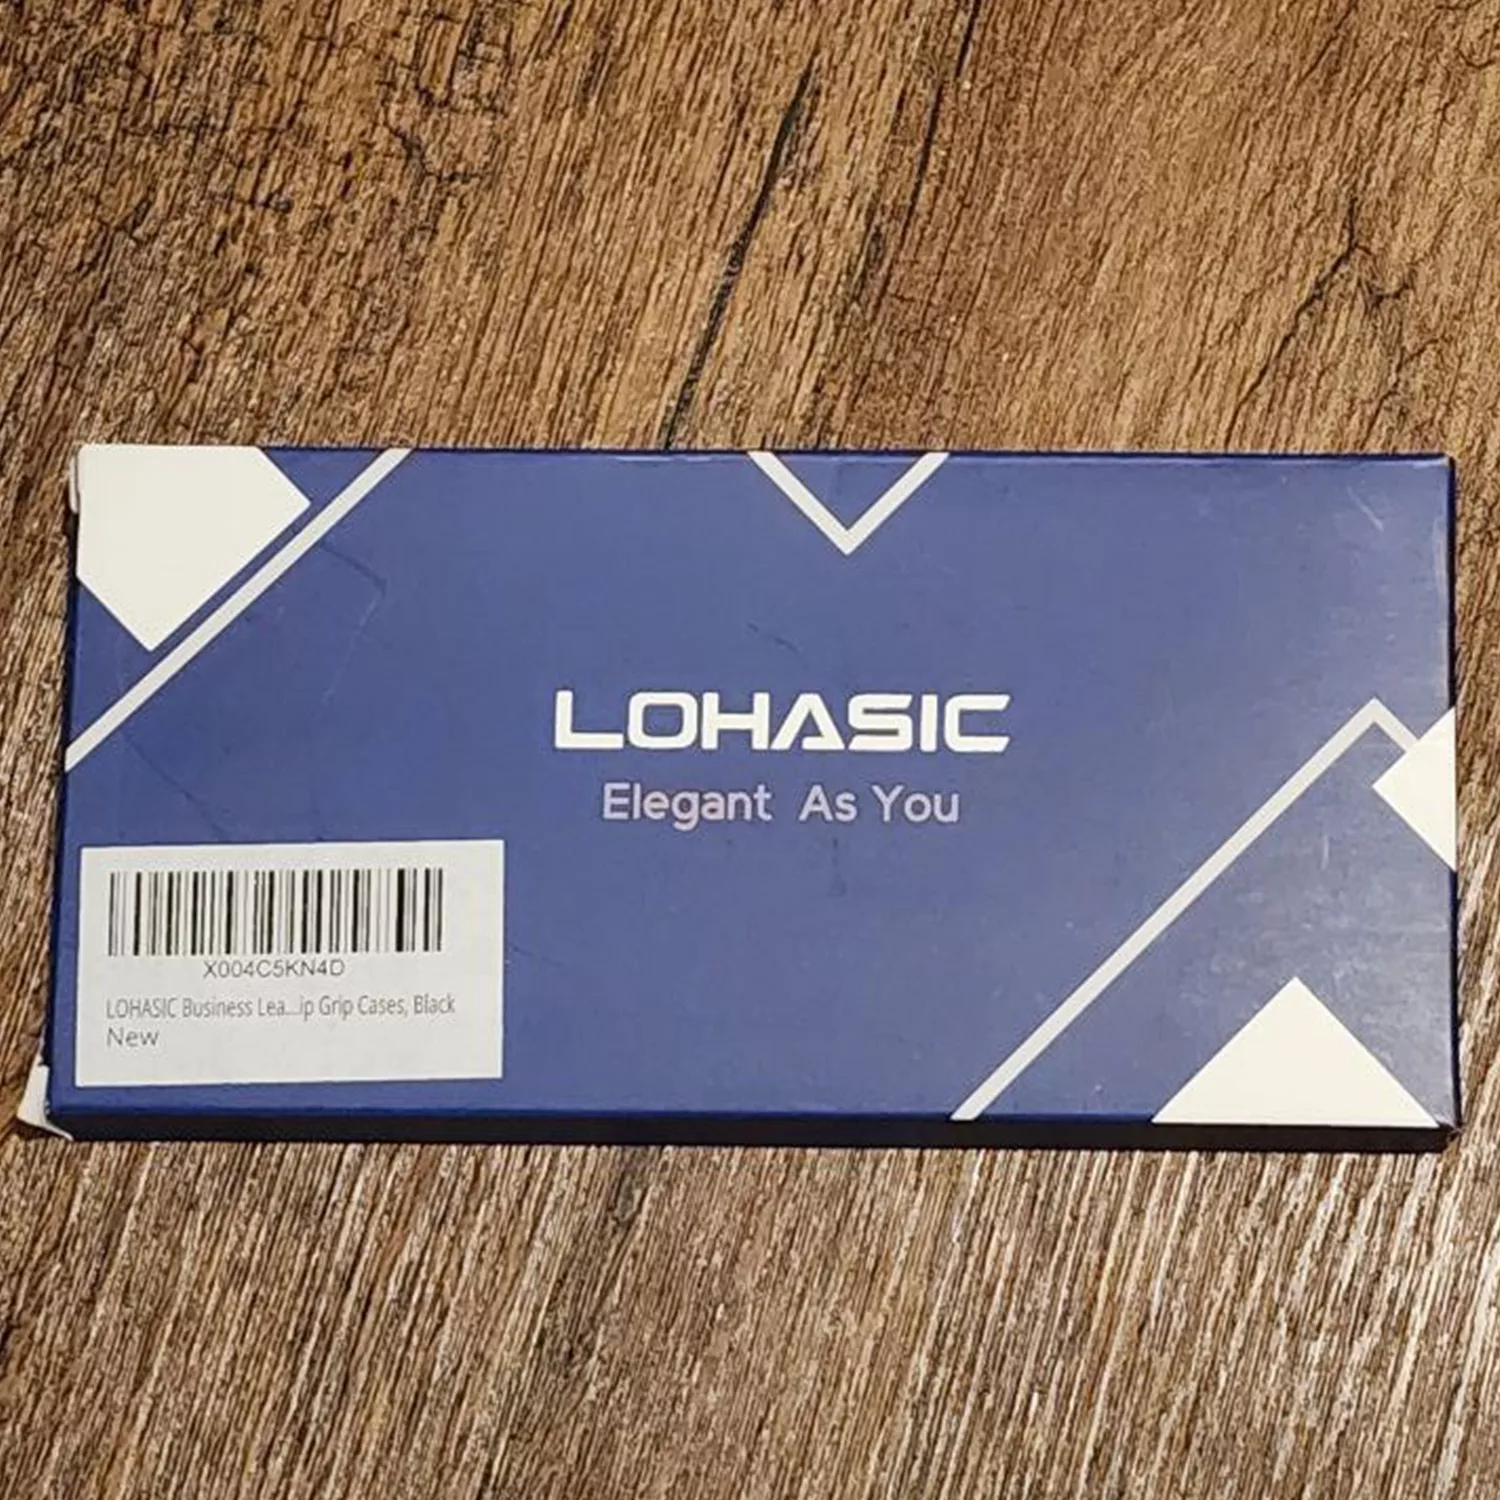 LOHASIC
Elegant As You
X004C5KN4D
LOHASIC Business Lea...ip Grip Cases, Black
New